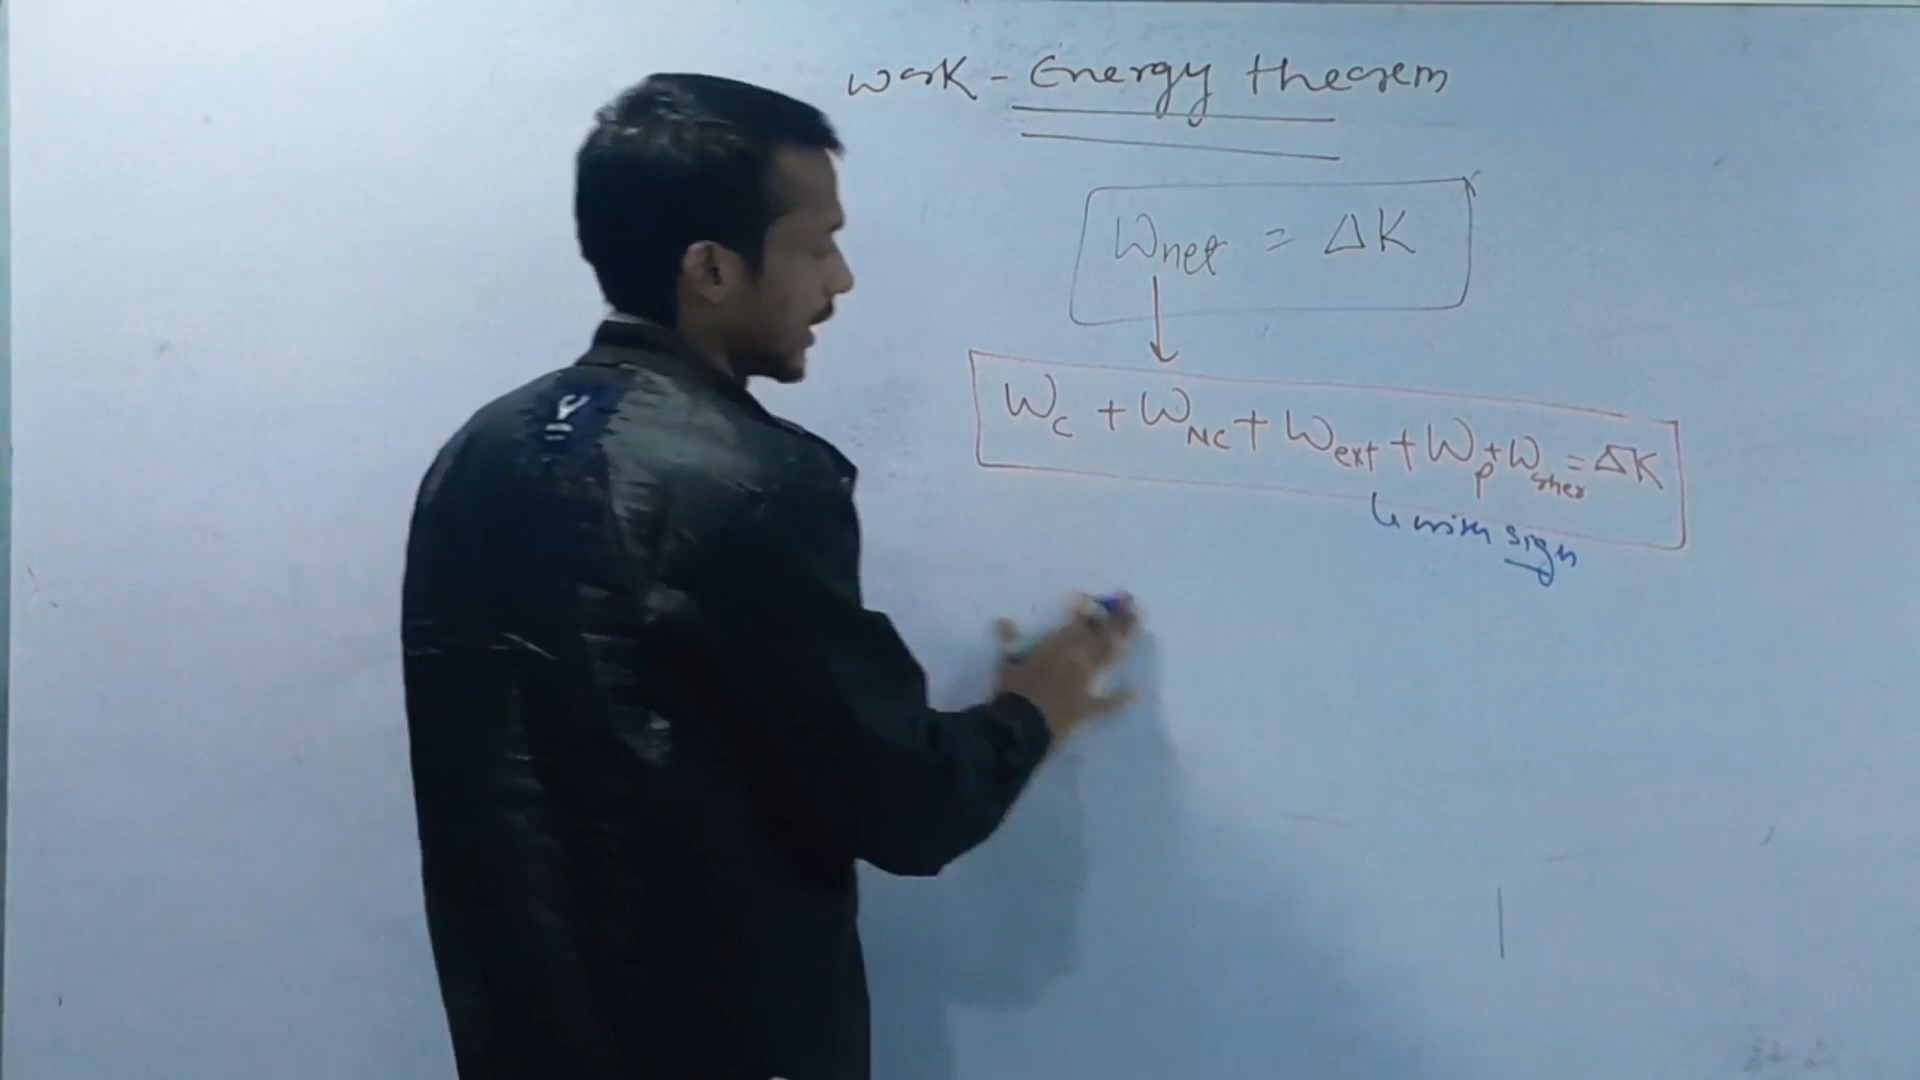 Work - Energy theorem
Wnet = ΔK
Wc + WNC + Wext + Wp + Wother = ΔK
↳ with sign